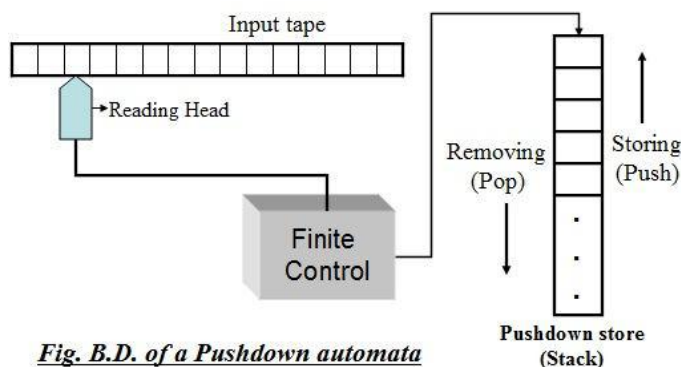 Input tape
Reading Head
Removing
(Pop)
Storing
(Push)
Finite
Control
Fig. B.D. of a Pushdown automata
Pushdown store
(Stack)